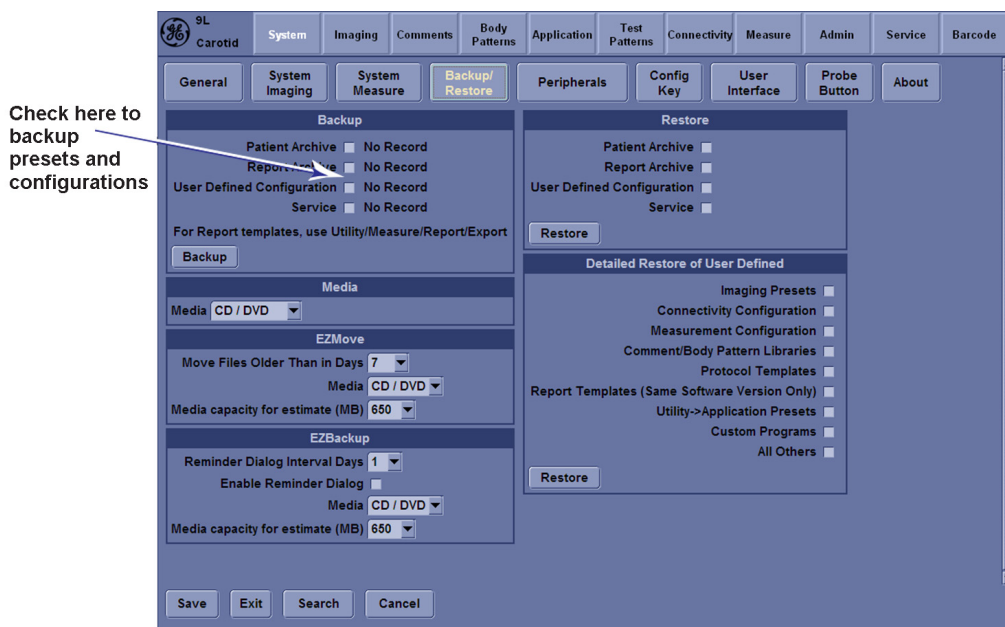 9L
Carotid
System
Imaging
Comments
Body
Patterns
Application
Test
Patterns
Connectivity
Measure
Admin
Service
Barcode
General
System
Imaging
System
Measure
Backup/
Restore
Peripherals
Config
Key
User
Interface
Probe
Button
About
Check here to
backup
presets and
configurations
Backup
Patient Archive No Record
Report Archive No Record
User Defined Configuration No Record
Service No Record
For Report templates, use Utility/Measure/Report/Export
Backup
Media
Media CD / DVD
EZMove
Move Files Older Than in Days 7
Media CD / DVD
Media capacity for estimate (MB) 650
EZBackup
Reminder Dialog Interval Days 1
Enable Reminder Dialog
Media CD / DVD
Media capacity for estimate (MB) 650
Restore
Patient Archive
Report Archive
User Defined Configuration
Service
Restore
Detailed Restore of User Defined
Imaging Presets
Connectivity Configuration
Measurement Configuration
Comment/Body Pattern Libraries
Protocol Templates
Report Templates (Same Software Version Only)
Utility->Application Presets
Custom Programs
All Others
Restore
Save
Exit
Search
Cancel